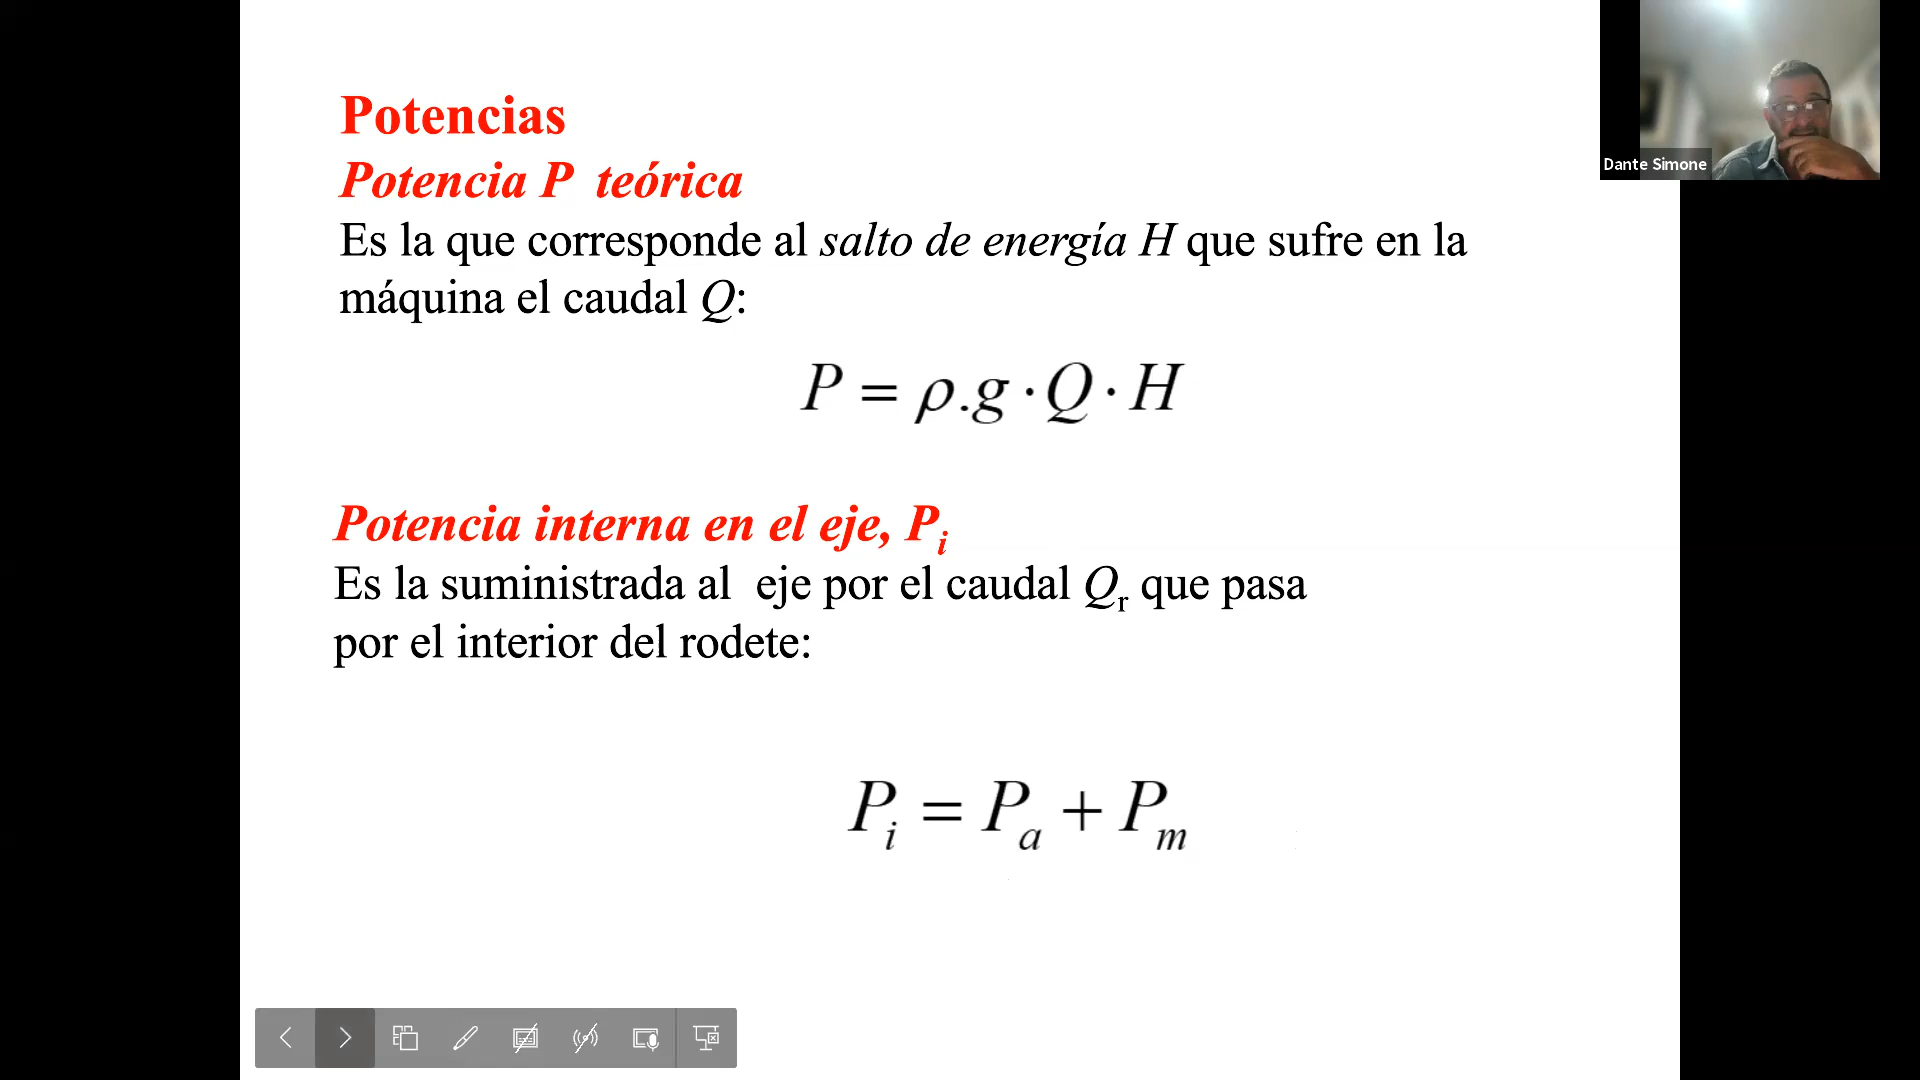 Potencias
Potencia P teórica
Es la que corresponde al salto de energía H que sufre en la
máquina el caudal Q:
P = ρ.g · Q · H
Potencia interna en el eje, Pi
Es la suministrada al eje por el caudal Qr que pasa
por el interior del rodete:
Pi = Pa + Pm
Dante Simone